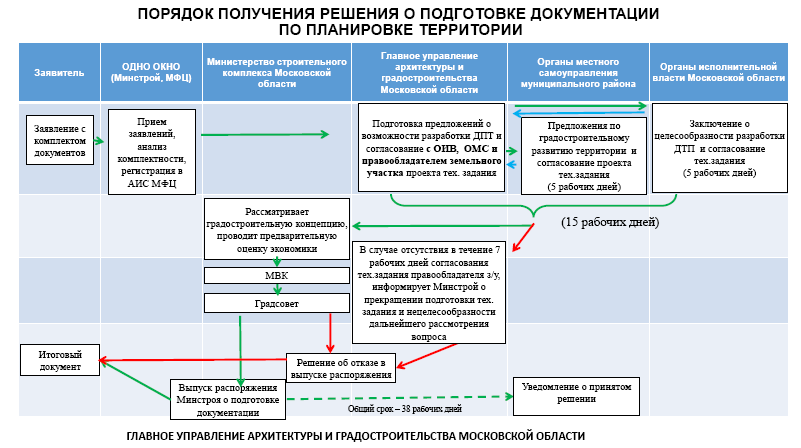 ПОРЯДОК ПОЛУЧЕНИЯ РЕШЕНИЯ О ПОДГОТОВКЕ ДОКУМЕНТАЦИИ
ПО ПЛАНИРОВКЕ ТЕРРИТОРИИ
Заявитель
ОДНО ОКНО
(Минстрой, МФЦ)
Министерство строительного
комплекса Московской
области
Главное управление
архитектуры и
градостроительства
Московской области
Органы местного
самоуправления
муниципального района
Органы исполнительной
власти Московской области
Заявление с
комплектом
документов
Прием
заявлений,
анализ
комплектности,
регистрация в
АИС МФЦ
Подготовка предложений о
возможности разработки ДПТ и
согласование с ОИВ, ОМС и
правообладателем земельного
участка проекта тех. задания
Предложения по
градостроительному
развитию территории и
согласование проекта
тех.задания
(5 рабочих дней)
Заключение о
целесообразности разработки
ДТП и согласование
тех.задания
(5 рабочих дней)
(15 рабочих дней)
Рассматривает
градостроительную концепцию,
проводит предварительную
оценку экономики
МВК
Градсовет
В случае отсутствия в течение 7
рабочих дней согласования
тех.задания правообладателя з/у,
информирует Минстрой о
прекращении подготовки тех.
задания и нецелесообразности
дальнейшего рассмотрения
вопроса
Итоговый
документ
Решение об отказе в
выпуске распоряжения
Выпуск распоряжения
Минстроя о подготовке
документации
Общий срок – 38 рабочих дней
Уведомление о принятом
решении
ГЛАВНОЕ УПРАВЛЕНИЕ АРХИТЕКТУРЫ И ГРАДОСТРОИТЕЛЬСТВА МОСКОВСКОЙ ОБЛАСТИ